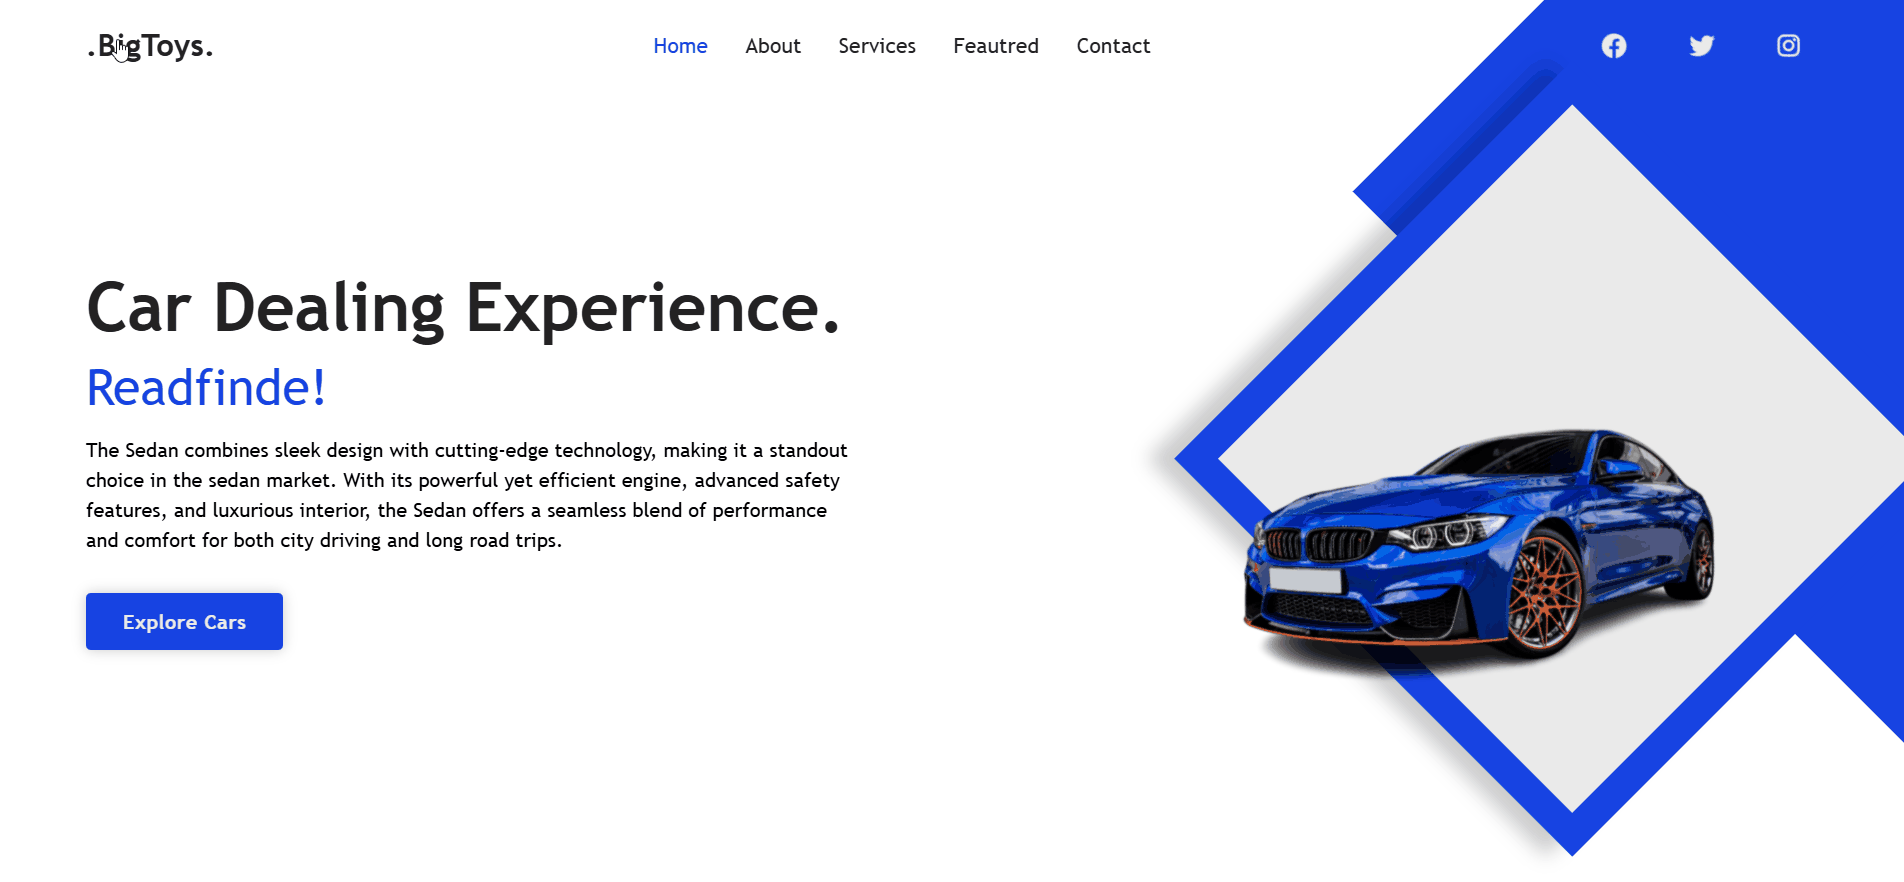 .BigToys.
Home About Services Feautred Contact
Car Dealing Experience.
Readfinde!
The Sedan combines sleek design with cutting-edge technology, making it a standout
choice in the sedan market. With its powerful yet efficient engine, advanced safety
features, and luxurious interior, the Sedan offers a seamless blend of performance
and comfort for both city driving and long road trips.
Explore Cars